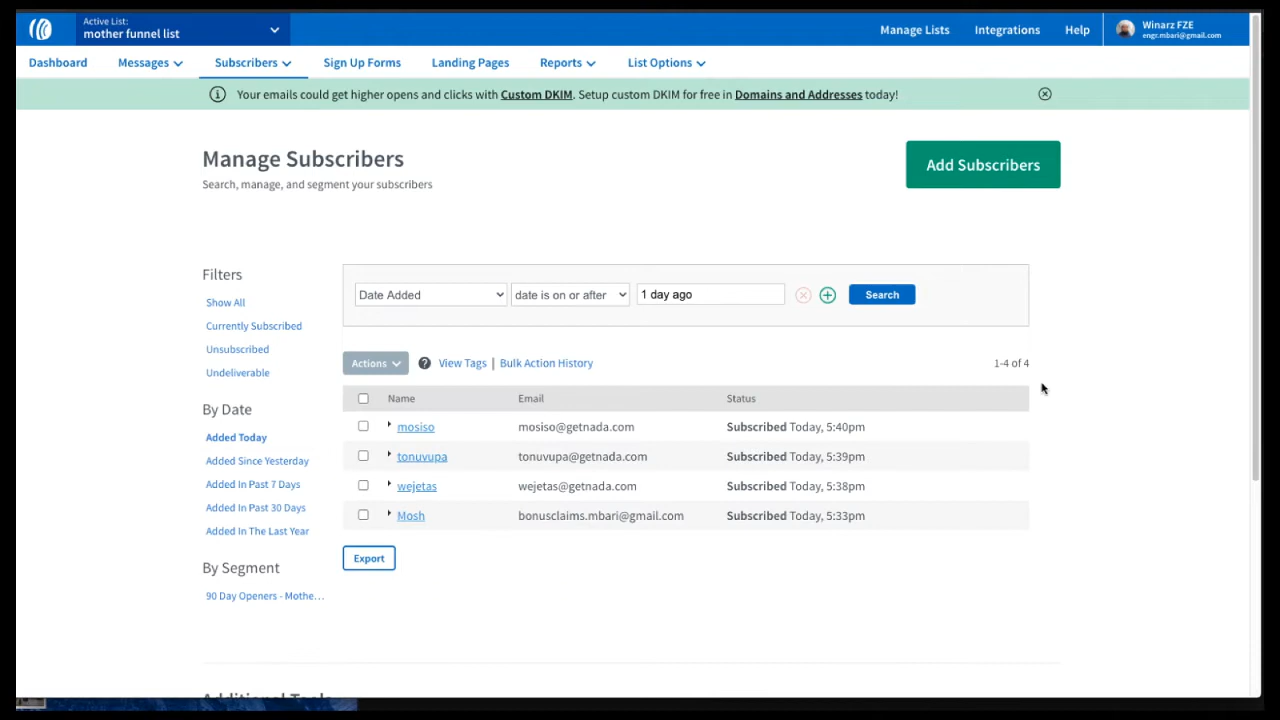 Active List:
mother funnel list
Manage Lists
Integrations
Help
Winarz FZE
engr.mbari@gmail.com
Dashboard
Messages
Subscribers
Sign Up Forms
Landing Pages
Reports
List Options
Your emails could get higher opens and clicks with Custom DKIM. Setup custom DKIM for free in Domains and Addresses today!
Manage Subscribers
Search, manage, and segment your subscribers
Add Subscribers
Filters
Show All
Currently Subscribed
Unsubscribed
Undeliverable
By Date
Added Today
Added Since Yesterday
Added In Past 7 Days
Added In Past 30 Days
Added In The Last Year
By Segment
90 Day Openers - Mothe...
Date Added
date is on or after
1 day ago
Search
Actions
View Tags | Bulk Action History
1-4 of 4
Name Email Status
mosiso mosiso@getnada.com Subscribed Today, 5:40pm
tonuvupa tonuvupa@getnada.com Subscribed Today, 5:39pm
wejetas wejetas@getnada.com Subscribed Today, 5:38pm
Mosh bonusclaims.mbari@gmail.com Subscribed Today, 5:33pm
Export
Additional Tools